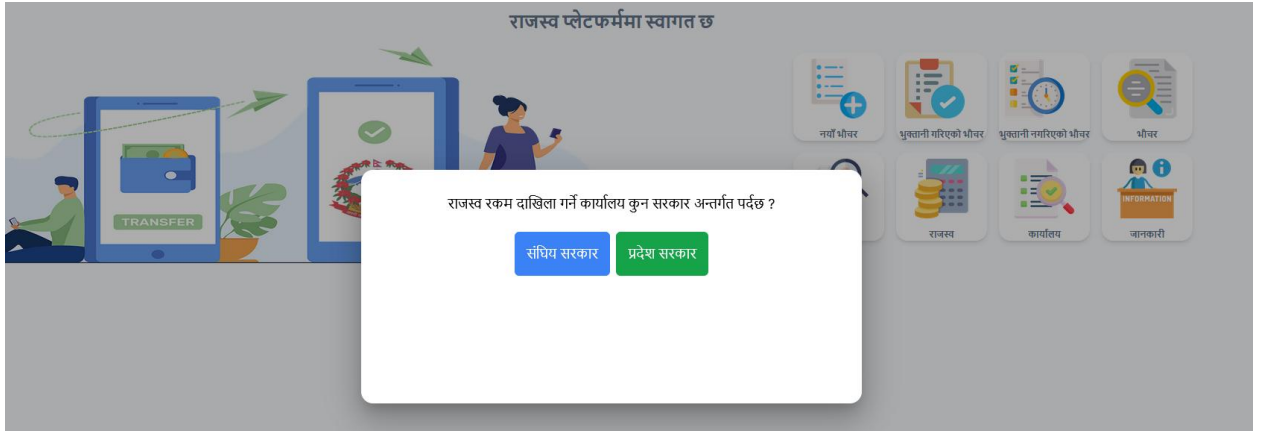 राजस्व प्लेटफर्ममा स्वागत छ
नयाँ भौचर
भुक्तानी गरिएको भौचर
भुक्तानी नगरिएको भौचर
भौचर
TRANSFER
राजस्व रकम दाखिला गर्ने कार्यालय कुन सरकार अन्तर्गत पर्दछ ?
संघिय सरकार
प्रदेश सरकार
INFORMATION
राजस्व
कार्यालय
जानकारी